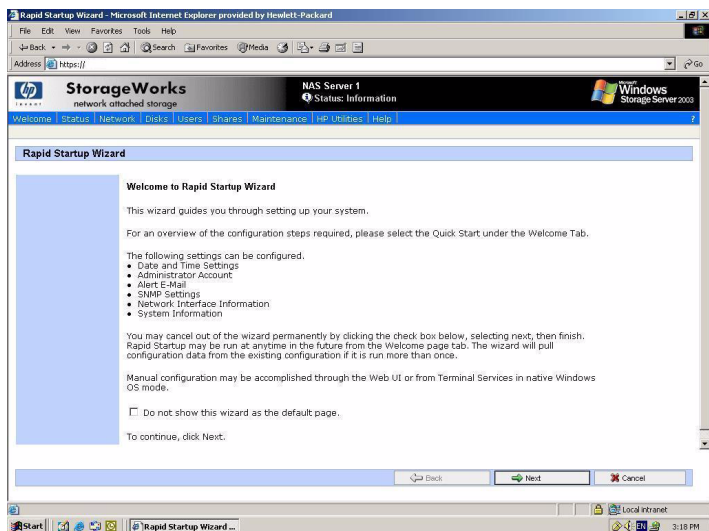 Rapid Startup Wizard - Microsoft Internet Explorer provided by Hewlett-Packard
File Edit View Favorites Tools Help
Back Search Favorites Media
Address https:// Go
hp StorageWorks NAS Server 1 Microsoft Windows
invent network attached storage Status: Information Storage Server 2003
Welcome Status Network Disks Users Shares Maintenance HP Utilities Help ?
Rapid Startup Wizard
Welcome to Rapid Startup Wizard
This wizard guides you through setting up your system.
For an overview of the configuration steps required, please select the Quick Start under the Welcome Tab.
The following settings can be configured.
• Date and Time Settings
• Administrator Account
• Alert E-Mail
• SNMP Settings
• Network Interface Information
• System Information
You may cancel out of the wizard permanently by clicking the check box below, selecting next, then finish.
Rapid Startup may be run at anytime in the future from the Welcome page tab. The wizard will pull
configuration data from the existing configuration if it is run more than once.
Manual configuration may be accomplished through the Web UI or from Terminal Services in native Windows
OS mode.
Do not show this wizard as the default page.
To continue, click Next.
Back Next Cancel
Local intranet
Start Rapid Startup Wizard ... EN 3:18 PM